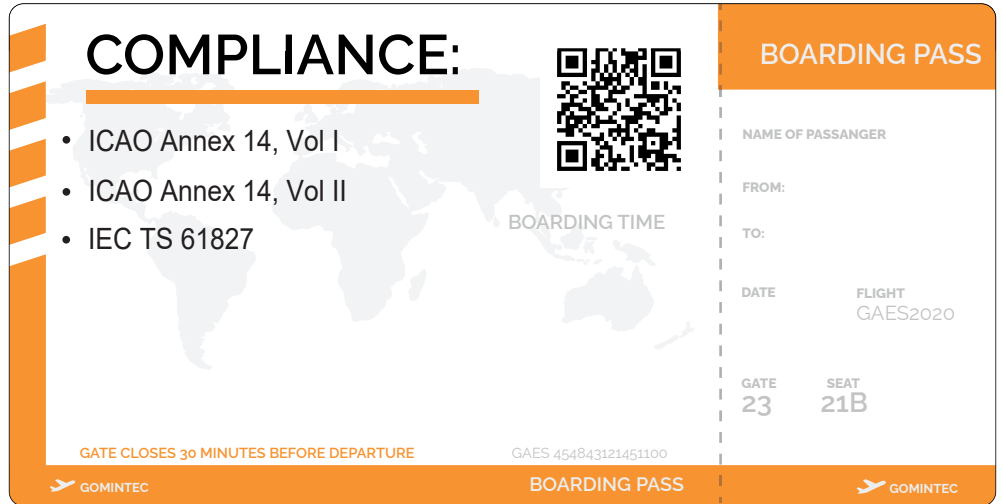 COMPLIANCE:
• ICAO Annex 14, Vol I
• ICAO Annex 14, Vol II
• IEC TS 61827
BOARDING TIME
GATE CLOSES 30 MINUTES BEFORE DEPARTURE
GAES 454843121451100
GOMINTEC
BOARDING PASS
BOARDING PASS
NAME OF PASSANGER
FROM:
TO:
DATE
FLIGHT
GAES2020
GATE
SEAT
23
21B
GOMINTEC